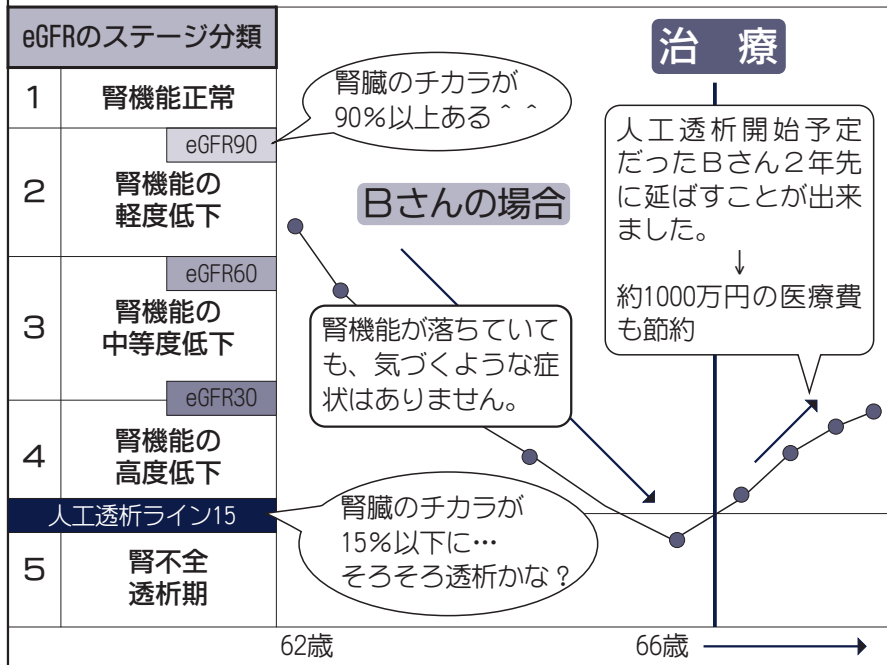 eGFRのステージ分類
1
腎機能正常
eGFR90
2
腎機能の
軽度低下
eGFR60
3
腎機能の
中等度低下
eGFR30
4
腎機能の
高度低下
人工透析ライン15
5
腎不全
透析期
腎臓のチカラが
90%以上ある＾＾
Bさんの場合
腎機能が落ちていて
も、気づくような症
状はありません。
腎臓のチカラが
15%以下に…
そろそろ透析かな？
治 療
人工透析開始予定
だったBさん２年先
に延ばすことが出来
ました。
↓
約1000万円の医療費
も節約
62歳
66歳